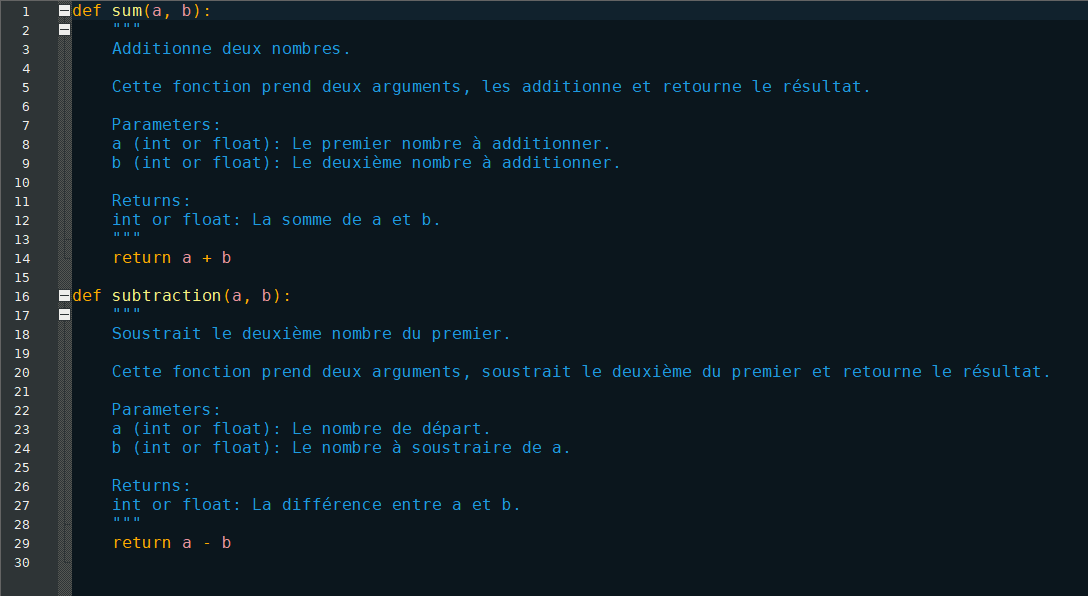 1 def sum(a, b):
2 """
3 Additionne deux nombres.
4
5 Cette fonction prend deux arguments, les additionne et retourne le résultat.
6
7 Parameters:
8 a (int or float): Le premier nombre à additionner.
9 b (int or float): Le deuxième nombre à additionner.
10
11 Returns:
12 int or float: La somme de a et b.
13 """
14 return a + b
15
16 def subtraction(a, b):
17 """
18 Soustrait le deuxième nombre du premier.
19
20 Cette fonction prend deux arguments, soustrait le deuxième du premier et retourne le résultat.
21
22 Parameters:
23 a (int or float): Le nombre de départ.
24 b (int or float): Le nombre à soustraire de a.
25
26 Returns:
27 int or float: La différence entre a et b.
28 """
29 return a - b
30